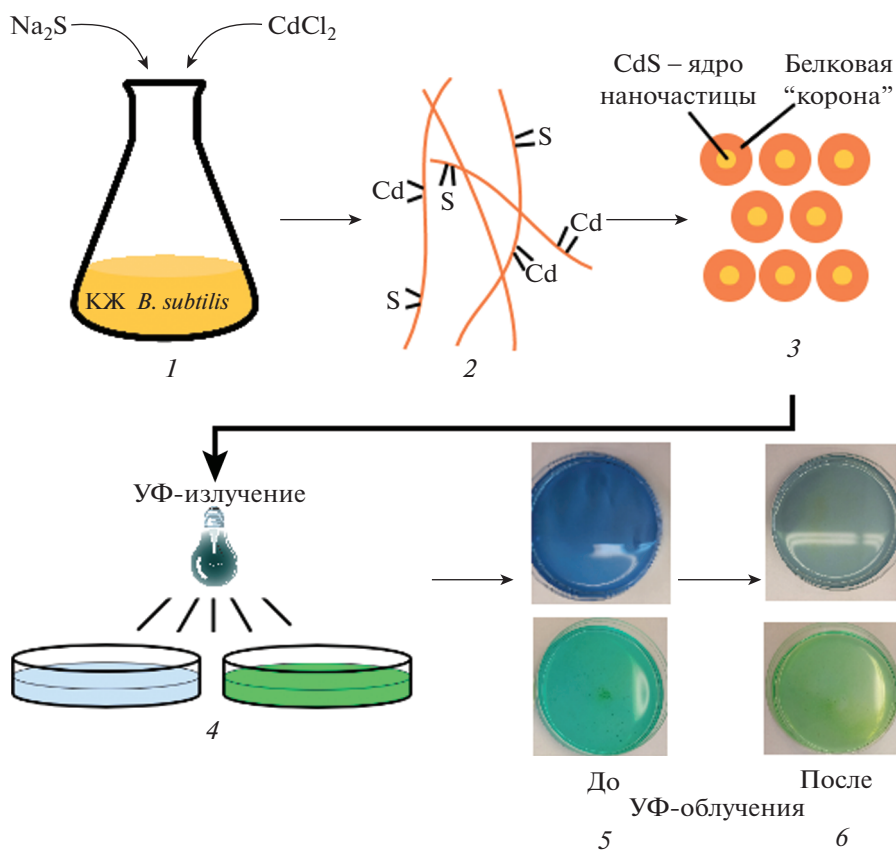 Na₂S CdCl₂
CdS – ядро
наночастицы
Белковая
“корона”
КЖ B. subtilis
1
Cd
S
S
S
Cd
Cd
2
3
УФ-излучение
4
До После
УФ-облучения
5 6